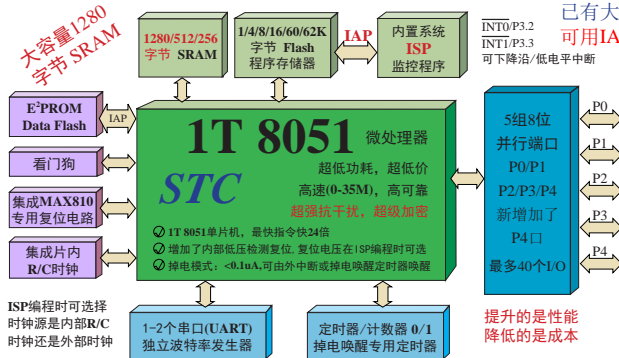 大容量1280
字节 SRAM
1280/512/256
字节 SRAM
1/4/8/16/60/62K
字节 Flash
程序存储器
IAP
内置系统
ISP
监控程序
INT0/P3.2
INT1/P3.3
可下降沿/低电平中断
已有大
可用IA
E²PROM
Data Flash
IAP
看门狗
集成MAX810
专用复位电路
集成片内
R/C时钟
1T 8051 微处理器
STC
超低功耗，超低价
高速(0-35M)，高可靠
超强抗干扰，超级加密
1T 8051单片机，最快指令快24倍
增加了内部低压检测复位, 复位电压在ISP编程时可选
掉电模式：<0.1uA,可由外中断或掉电唤醒定时器唤醒
5组8位
并行端口
P0/P1
P2/P3/P4
新增加了
P4口
最多40个I/O
P0
P1
P2
P3
P4
ISP编程时可选择
时钟源是内部R/C
时钟还是外部时钟
1-2个串口(UART)
独立波特率发生器
定时器/计数器 0/1
掉电唤醒专用定时器
提升的是性能
降低的是成本